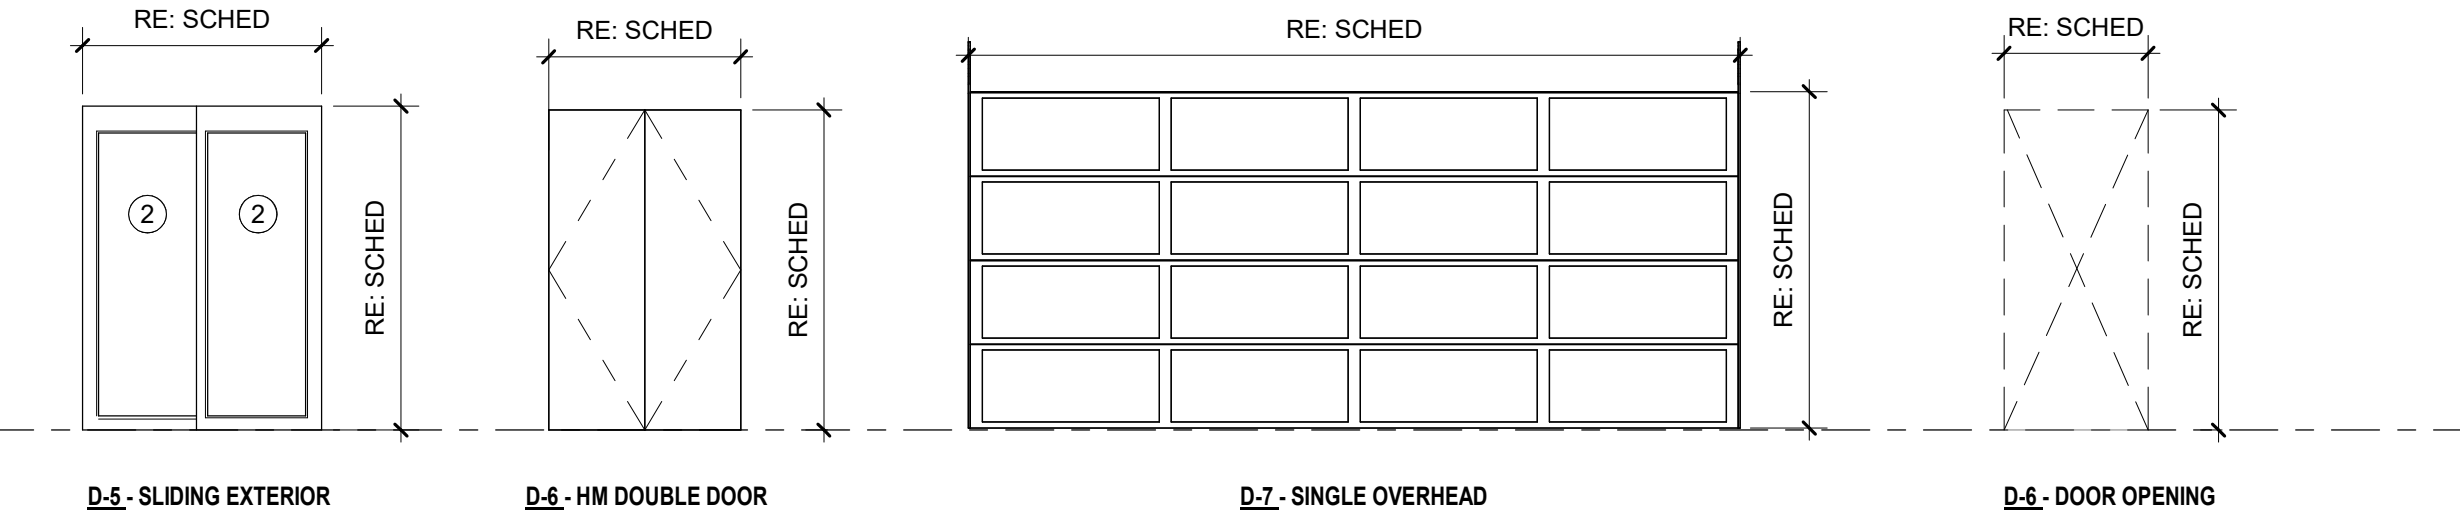 RE: SCHED
RE: SCHED
RE: SCHED
RE: SCHED
2
2
RE: SCHED
RE: SCHED
RE: SCHED
RE: SCHED
D-5 - SLIDING EXTERIOR
D-6 - HM DOUBLE DOOR
D-7 - SINGLE OVERHEAD
D-6 - DOOR OPENING